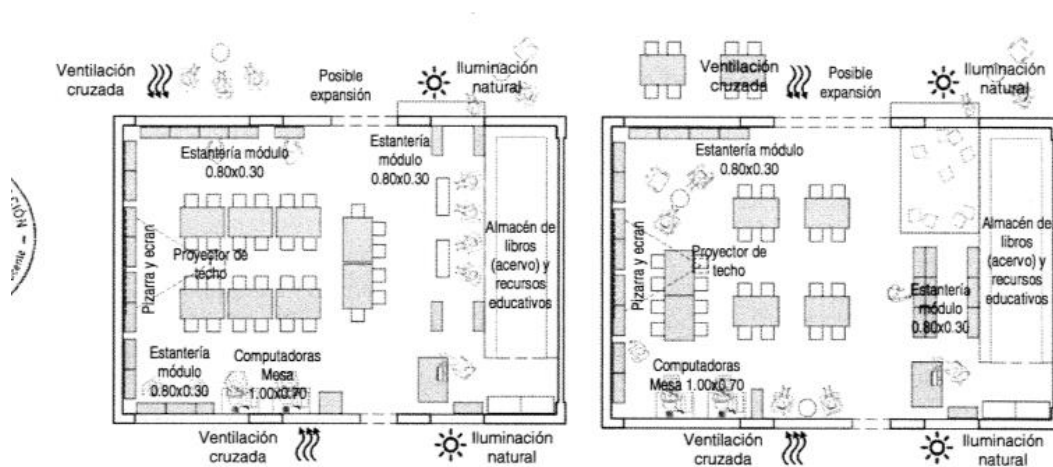 Ventilación
cruzada
Posible
expansión
Iluminación
natural
Estantería módulo
0.80x0.30
Estantería
módulo
0.80x0.30
Pizarra y ecran
Proyector de
techo
Almacén de
libros
(acervo) y
recursos
educativos
Estantería
módulo
0.80x0.30
Computadoras
Mesa
1.00x0.70
Ventilación
cruzada
Iluminación
natural
Ventilación
cruzada
Posible
expansión
Iluminación
natural
Estantería módulo
0.80x0.30
Pizarra y ecran
Proyector de
techo
Almacén de
libros
(acervo) y
recursos
educativos
Estantería
módulo
0.80x0.30
Computadoras
Mesa 1.00x0.70
Ventilación
cruzada
Iluminación
natural